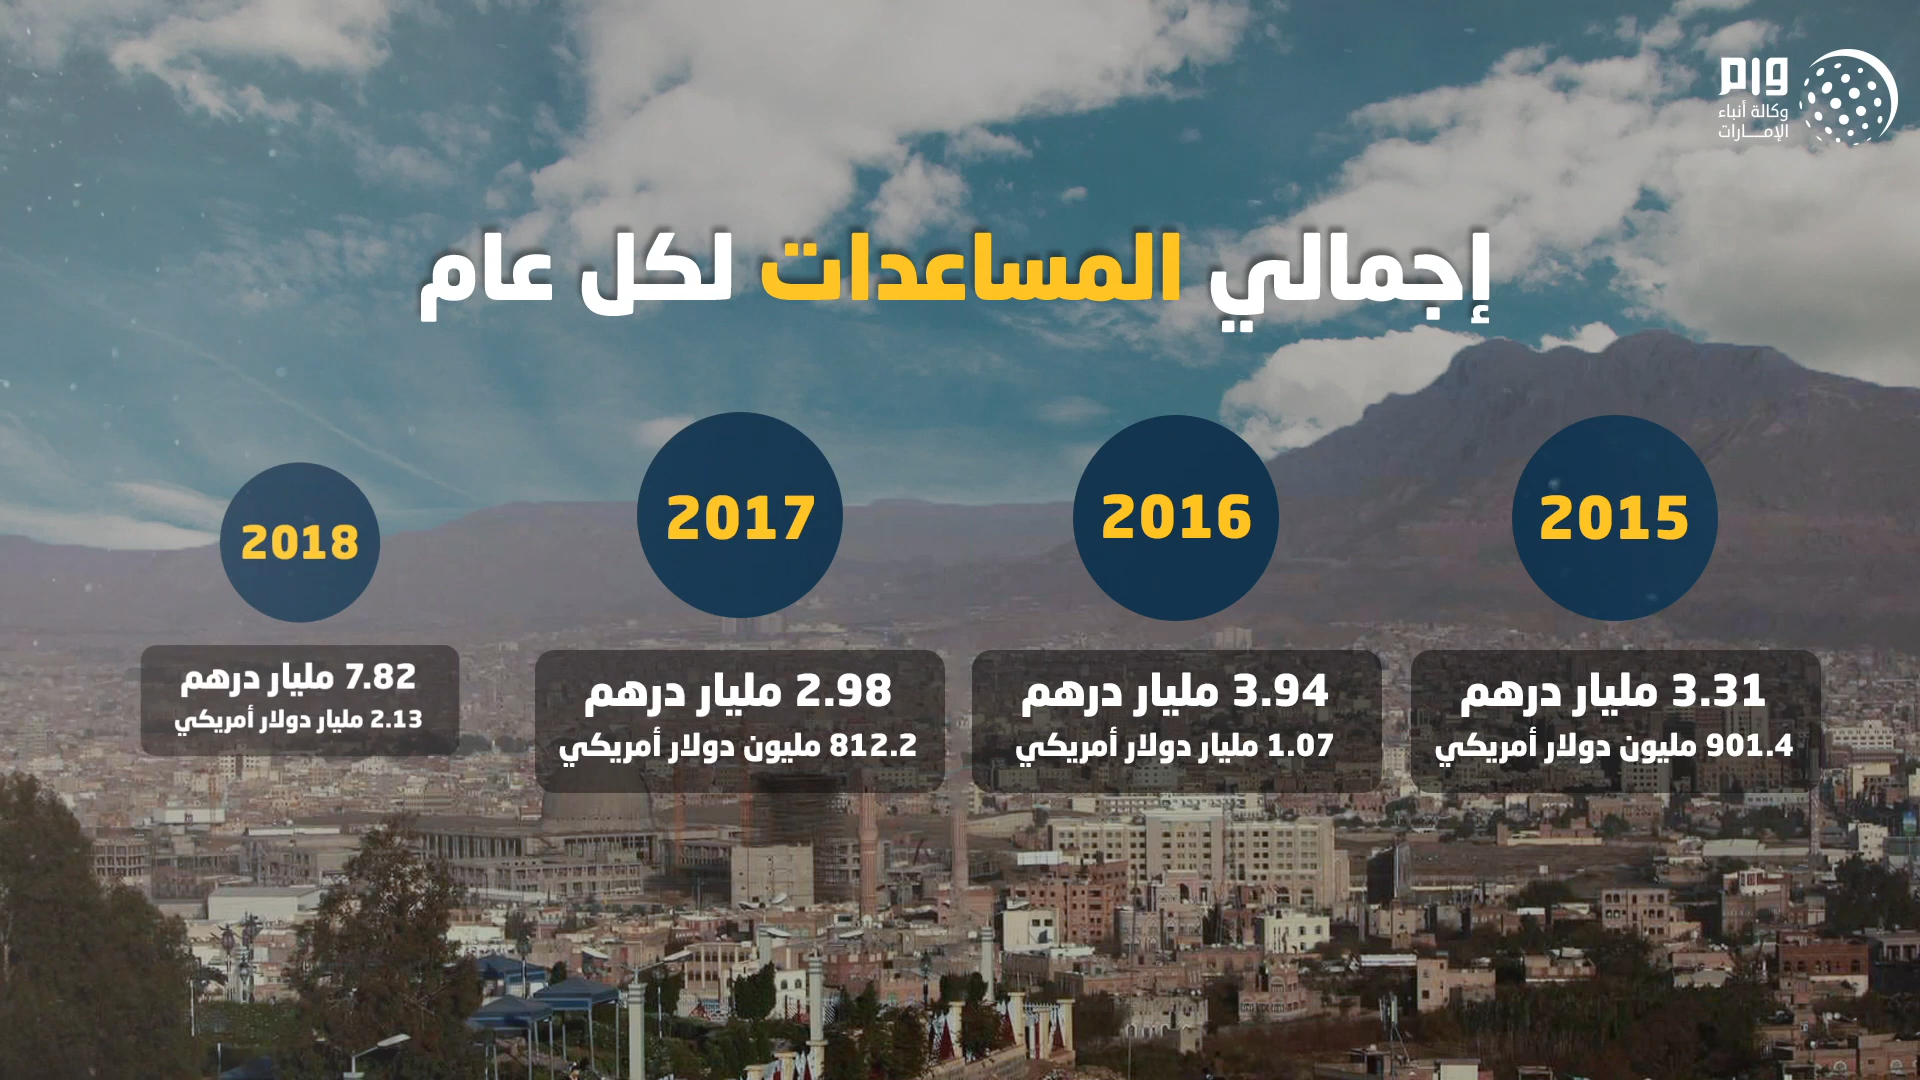 وام
وكالة أنباء
الإمــــارات
إجمالي المساعدات لكل عام
2015
3.31 مليار درهم
901.4 مليون دولار أمريكي
2016
3.94 مليار درهم
1.07 مليار دولار أمريكي
2017
2.98 مليار درهم
812.2 مليون دولار أمريكي
2018
7.82 مليار درهم
2.13 مليار دولار أمريكي